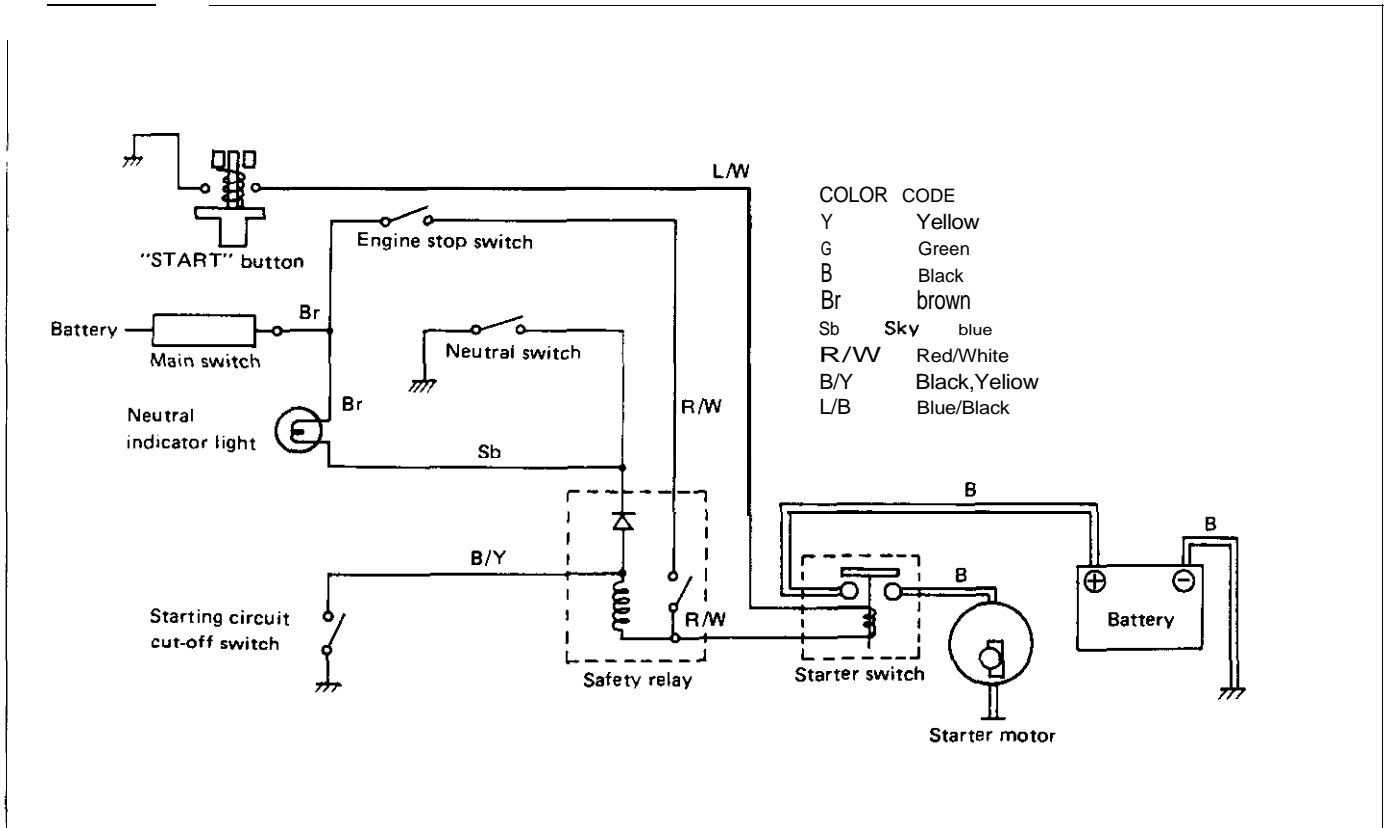 L/W
"START" button
Engine stop switch
Battery
Br
Main switch
Neutral switch
Neutral
indicator light
Br
R/W
Sb
B/Y
Starting circuit
cut-off switch
R/W
Safety relay
COLOR CODE
Y Yellow
G Green
B Black
Br brown
Sb Sky blue
R/W Red/White
B/Y Black,Yeliow
L/B Blue/Black
B
B
B
+ −
Battery
Starter switch
Starter motor